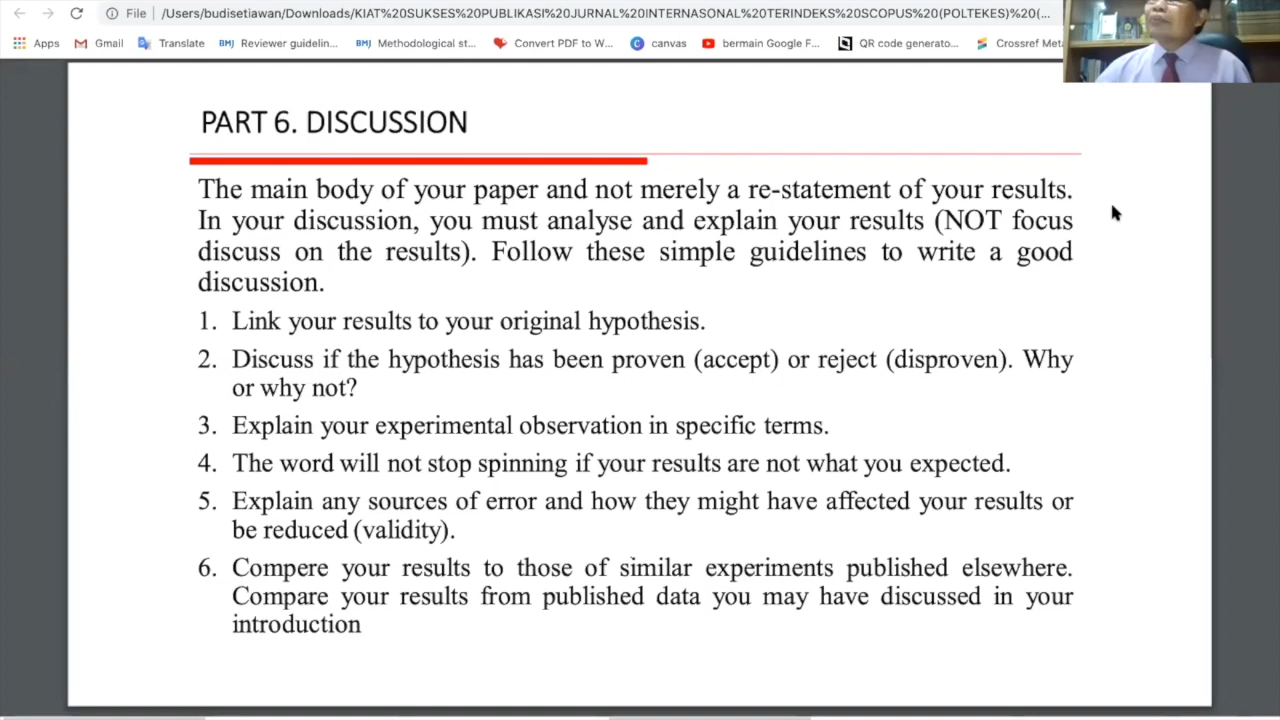 File
/Users/budisetiawan/Downloads/KIAT%20SUKSES%20PUBLIKASI%20JURNAL%20INTERNASONAL%20TERINDEKS%20SCOPUS%20(POLTEKES)%20(...
Apps Gmail Translate BMJ Reviewer guidelin... BMJ Methodological st... Convert PDF to W... C canvas bermain Google F... QR code generato... Crossref Met
PART 6. DISCUSSION
The main body of your paper and not merely a re-statement of your results.
In your discussion, you must analyse and explain your results (NOT focus
discuss on the results). Follow these simple guidelines to write a good
discussion.
1. Link your results to your original hypothesis.
2. Discuss if the hypothesis has been proven (accept) or reject (disproven). Why
or why not?
3. Explain your experimental observation in specific terms.
4. The word will not stop spinning if your results are not what you expected.
5. Explain any sources of error and how they might have affected your results or
be reduced (validity).
6. Compere your results to those of similar experiments published elsewhere.
Compare your results from published data you may have discussed in your
introduction